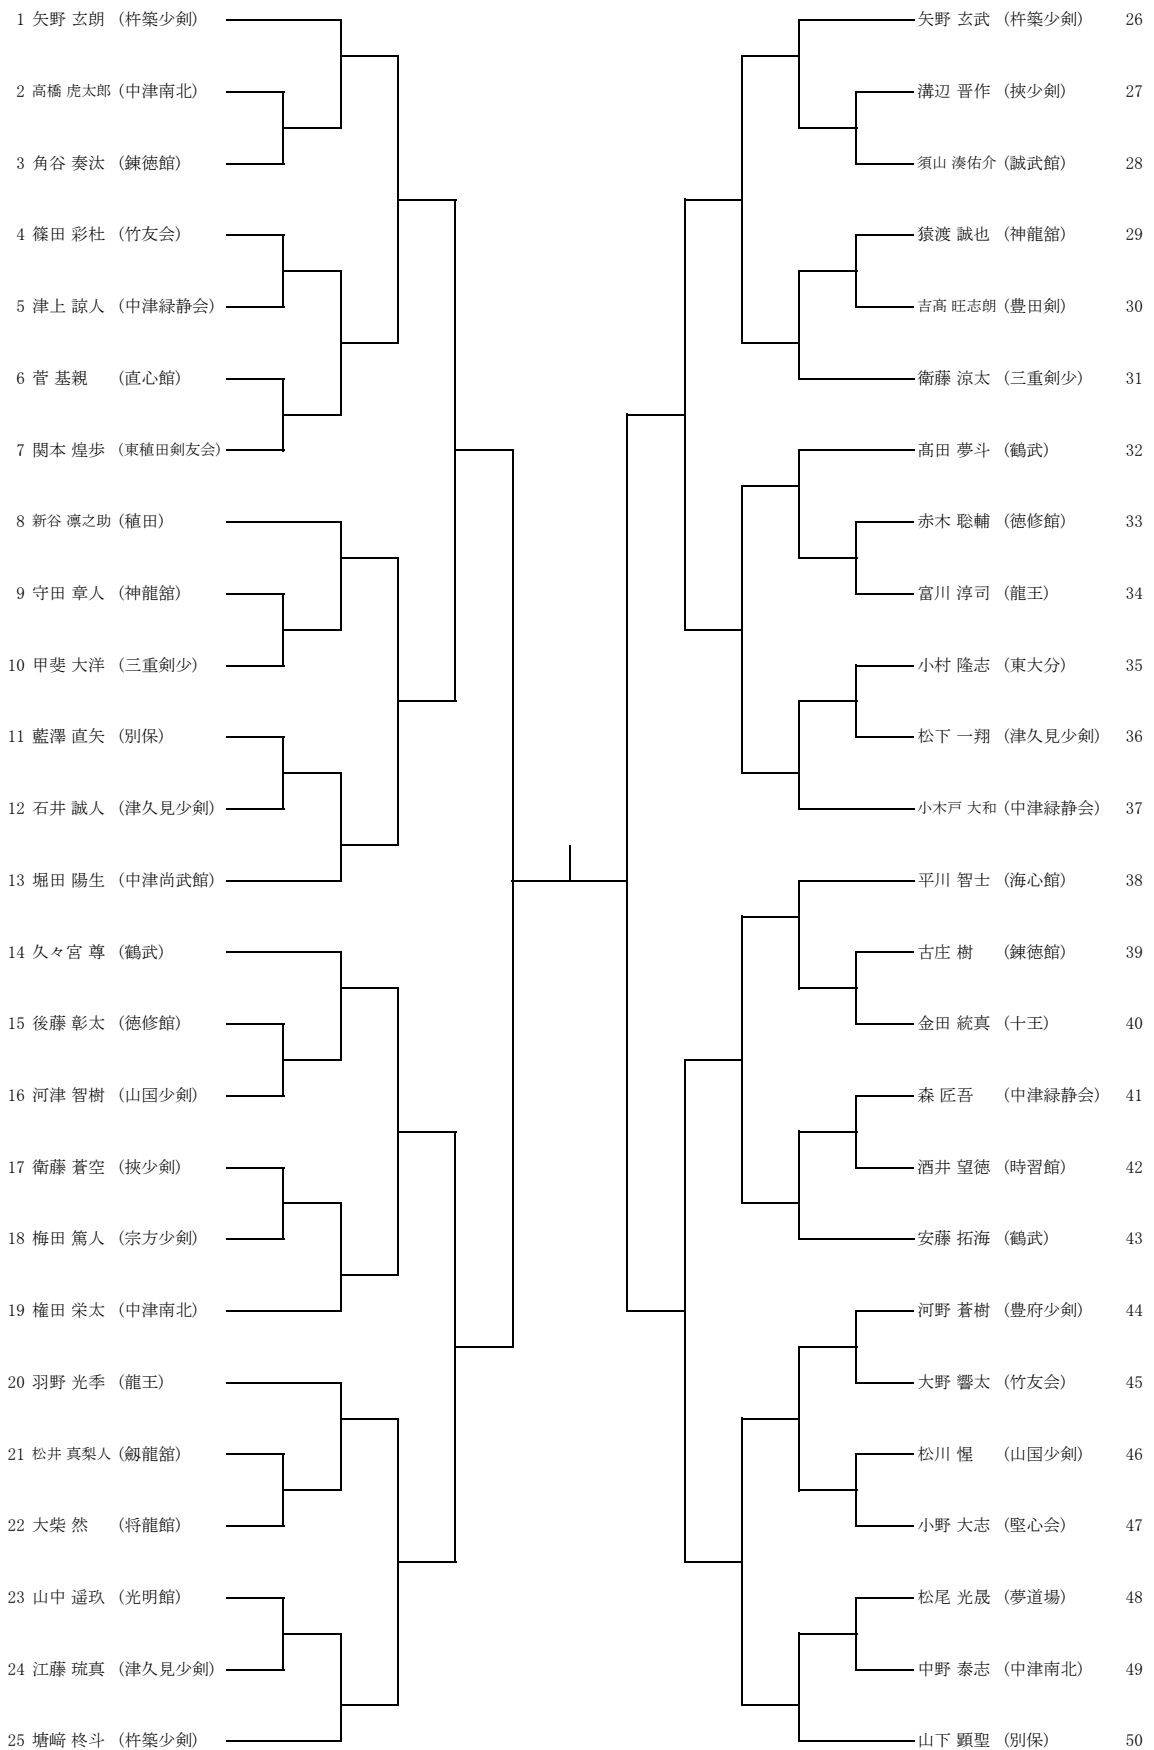 1 矢野 玄朗 (杵築少剣)
2 高橋 虎太郎 (中津南北)
3 角谷 奏汰 (錬徳館)
4 篠田 彩杜 (竹友会)
5 津上 諒人 (中津緑静会)
6 菅 基親 (直心館)
7 関本 煌歩 (東稙田剣友会)
8 新谷 凛之助 (稙田)
9 守田 章人 (神龍舘)
10 甲斐 大洋 (三重剣少)
11 藍澤 直矢 (別保)
12 石井 誠人 (津久見少剣)
13 堀田 陽生 (中津尚武館)
14 久々宮 尊 (鶴武)
15 後藤 彰太 (徳修館)
16 河津 智樹 (山国少剣)
17 衛藤 蒼空 (挾少剣)
18 梅田 篤人 (宗方少剣)
19 権田 栄太 (中津南北)
20 羽野 光季 (龍王)
21 松井 真梨人 (劔龍舘)
22 大柴 然 (将龍館)
23 山中 遥玖 (光明館)
24 江藤 琉真 (津久見少剣)
25 塘﨑 柊斗 (杵築少剣)
矢野 玄武 (杵築少剣) 26
溝辺 晋作 (挾少剣) 27
須山 湊佑介 (誠武館) 28
猿渡 誠也 (神龍舘) 29
吉髙 旺志朗 (豊田剣) 30
衛藤 涼太 (三重剣少) 31
髙田 夢斗 (鶴武) 32
赤木 聡輔 (徳修館) 33
富川 淳司 (龍王) 34
小村 隆志 (東大分) 35
松下 一翔 (津久見少剣) 36
小木戸 大和 (中津緑静会) 37
平川 智士 (海心館) 38
古庄 樹 (錬徳館) 39
金田 統真 (十王) 40
森 匠吾 (中津緑静会) 41
酒井 望徳 (時習館) 42
安藤 拓海 (鶴武) 43
河野 蒼樹 (豊府少剣) 44
大野 響太 (竹友会) 45
松川 惺 (山国少剣) 46
小野 大志 (堅心会) 47
松尾 光晟 (夢道場) 48
中野 泰志 (中津南北) 49
山下 顕聖 (別保) 50